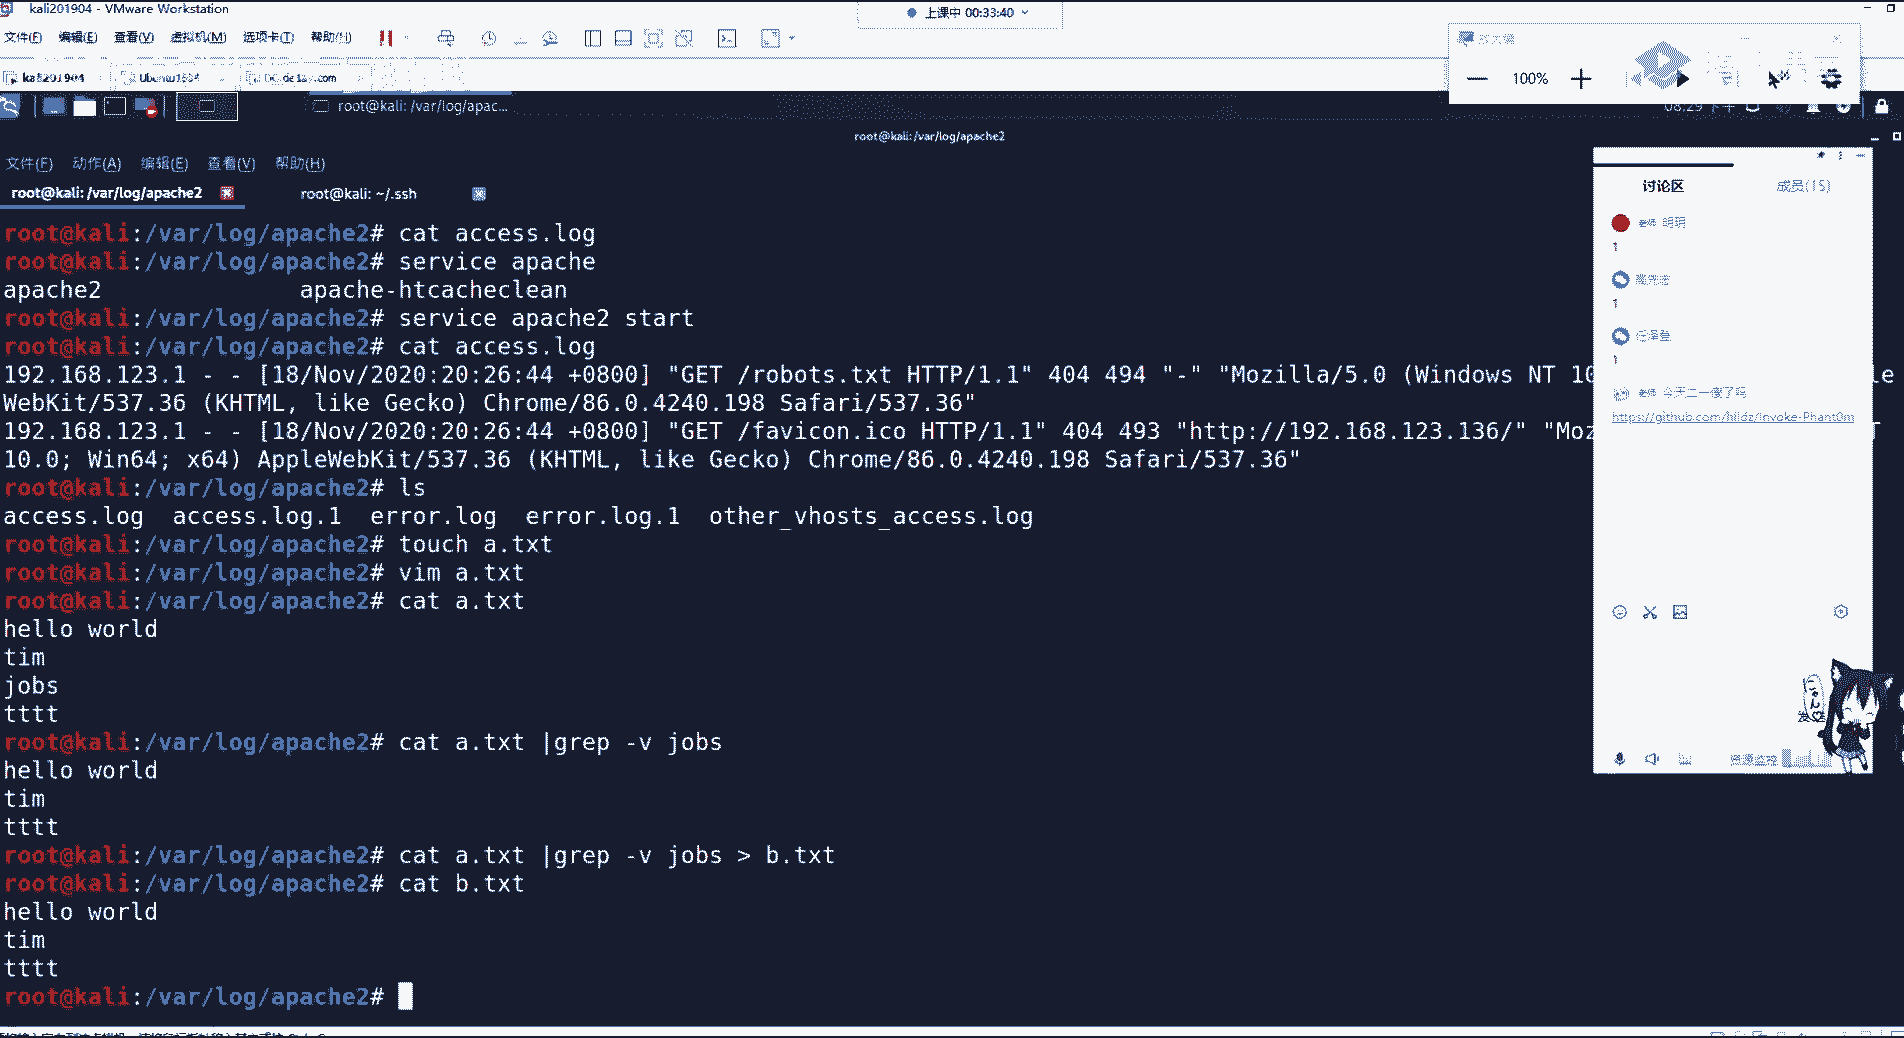 kali201904 - VMware Workstation
上课中 00:33:40
文件(F) 编辑(E) 查看(V) 虚拟机(M) 选项卡(T) 帮助(H)
100%
kali201904
root@kali: /var/log/apac...
root@kali:/var/log/apache2
文件(F) 动作(A) 编辑(E) 查看(V) 帮助(H)
root@kali: /var/log/apache2 root@kali: ~/.ssh
root@kali:/var/log/apache2# cat access.log
root@kali:/var/log/apache2# service apache
apache2 apache-htcacheclean
root@kali:/var/log/apache2# service apache2 start
root@kali:/var/log/apache2# cat access.log
192.168.123.1 - - [18/Nov/2020:20:26:44 +0800] "GET /robots.txt HTTP/1.1" 404 494 "-" "Mozilla/5.0 (Windows NT 10 le
WebKit/537.36 (KHTML, like Gecko) Chrome/86.0.4240.198 Safari/537.36"
192.168.123.1 - - [18/Nov/2020:20:26:44 +0800] "GET /favicon.ico HTTP/1.1" 404 493 "http://192.168.123.136/" "Moz T
10.0; Win64; x64) AppleWebKit/537.36 (KHTML, like Gecko) Chrome/86.0.4240.198 Safari/537.36"
root@kali:/var/log/apache2# ls
access.log access.log.1 error.log error.log.1 other_vhosts_access.log
root@kali:/var/log/apache2# touch a.txt
root@kali:/var/log/apache2# vim a.txt
root@kali:/var/log/apache2# cat a.txt
hello world
tim
jobs
tttt
root@kali:/var/log/apache2# cat a.txt |grep -v jobs
hello world
tim
tttt
root@kali:/var/log/apache2# cat a.txt |grep -v jobs > b.txt
root@kali:/var/log/apache2# cat b.txt
hello world
tim
tttt
root@kali:/var/log/apache2#
讨论区 成员(15)
明玥
1
1
1
https://github.com/hlldz/Invoke-Phant0m